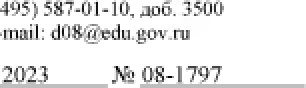 495) 587-01-10, доб. 3500
-mail: d08@edu.gov.ru
2023 № 08-1797